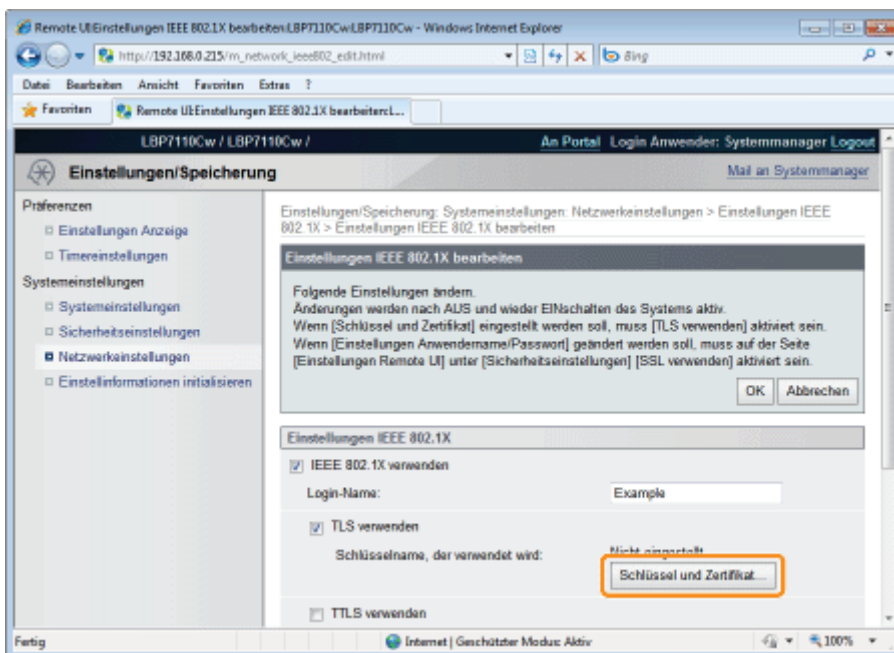 Remote UI:Einstellungen IEEE 802.1X bearbeiten:LBP7110Cw:LBP7110Cw - Windows Internet Explorer
http://192.168.0.215/m_network_ieee802_edit.html
Bing
Datei Bearbeiten Ansicht Favoriten Extras ?
Favoriten
Remote UI:Einstellungen IEEE 802.1X bearbeiten:L...
LBP7110Cw / LBP7110Cw /
An Portal Login Anwender: Systemmanager Logout
Einstellungen/Speicherung
Mail an Systemmanager
Präferenzen
Einstellungen Anzeige
Timereinstellungen
Systemeinstellungen
Systemeinstellungen
Sicherheitseinstellungen
Netzwerkeinstellungen
Einstellinformationen initialisieren
Einstellungen/Speicherung: Systemeinstellungen: Netzwerkeinstellungen > Einstellungen IEEE
802.1X > Einstellungen IEEE 802.1X bearbeiten
Einstellungen IEEE 802.1X bearbeiten
Folgende Einstellungen ändern.
Änderungen werden nach AUS und wieder EINschalten des Systems aktiv.
Wenn [Schlüssel und Zertifikat] eingestellt werden soll, muss [TLS verwenden] aktiviert sein.
Wenn [Einstellungen Anwendername/Passwort] geändert werden soll, muss auf der Seite
[Einstellungen Remote UI] unter [Sicherheitseinstellungen] [SSL verwenden] aktiviert sein.
OK Abbrechen
Einstellungen IEEE 802.1X
IEEE 802.1X verwenden
Login-Name: Example
TLS verwenden
Schlüsselname, der verwendet wird: Nicht eingestellt
Schlüssel und Zertifikat...
TTLS verwenden
Fertig
Internet | Geschützter Modus: Aktiv
100%